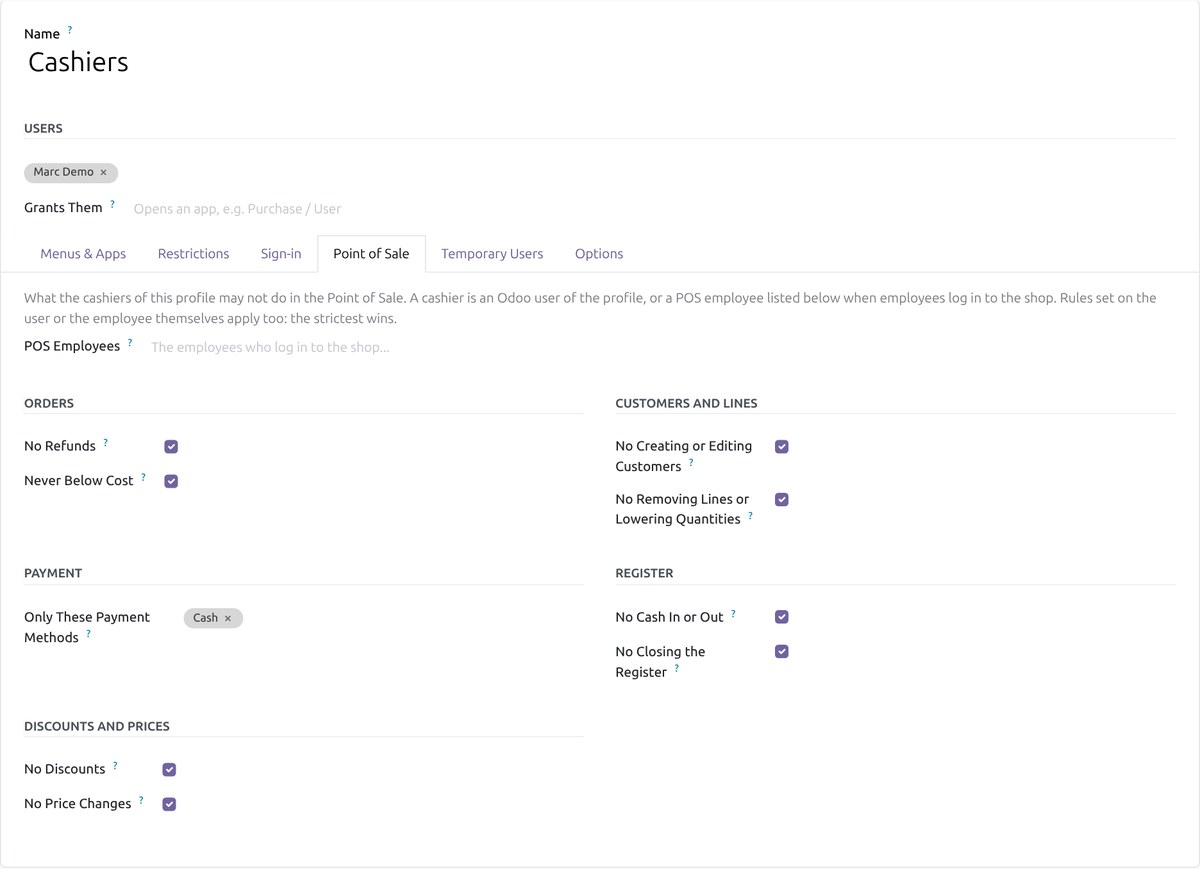 Name ?
Cashiers
USERS
Marc Demo ×
Grants Them ? Opens an app, e.g. Purchase / User
Menus & Apps Restrictions Sign-in Point of Sale Temporary Users Options
What the cashiers of this profile may not do in the Point of Sale. A cashier is an Odoo user of the profile, or a POS employee listed below when employees log in to the shop. Rules set on the
user or the employee themselves apply too: the strictest wins.
POS Employees ? The employees who log in to the shop...
ORDERS
No Refunds ?
Never Below Cost ?
CUSTOMERS AND LINES
No Creating or Editing
Customers ?
No Removing Lines or
Lowering Quantities ?
PAYMENT
Only These Payment
Methods ?
Cash ×
REGISTER
No Cash In or Out ?
No Closing the
Register ?
DISCOUNTS AND PRICES
No Discounts ?
No Price Changes ?